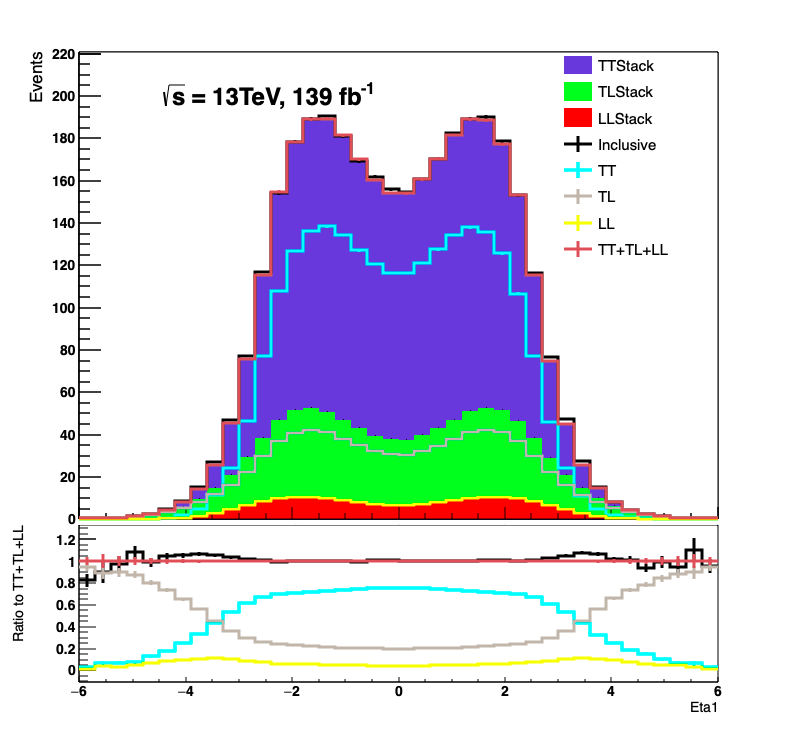 Events
220
200
180
160
140
120
100
80
60
40
20
0
√s = 13TeV, 139 fb⁻¹
TTStack
TLStack
LLStack
Inclusive
TT
TL
LL
TT+TL+LL
Ratio to TT+TL+LL
1.2
1
0.8
0.6
0.4
0.2
0
−6 −4 −2 0 2 4 6
Eta1